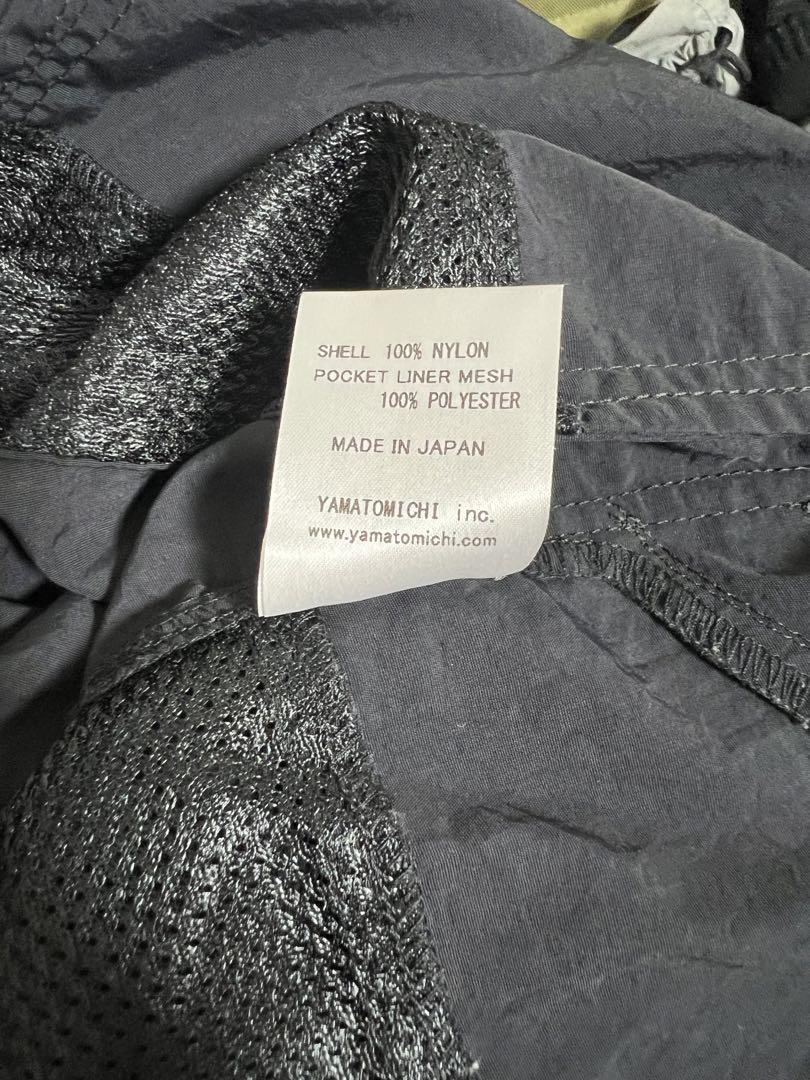 SHELL 100% NYLON
POCKET LINER MESH
100% POLYESTER
MADE IN JAPAN
YAMATOMICHI inc.
www.yamatomichi.com